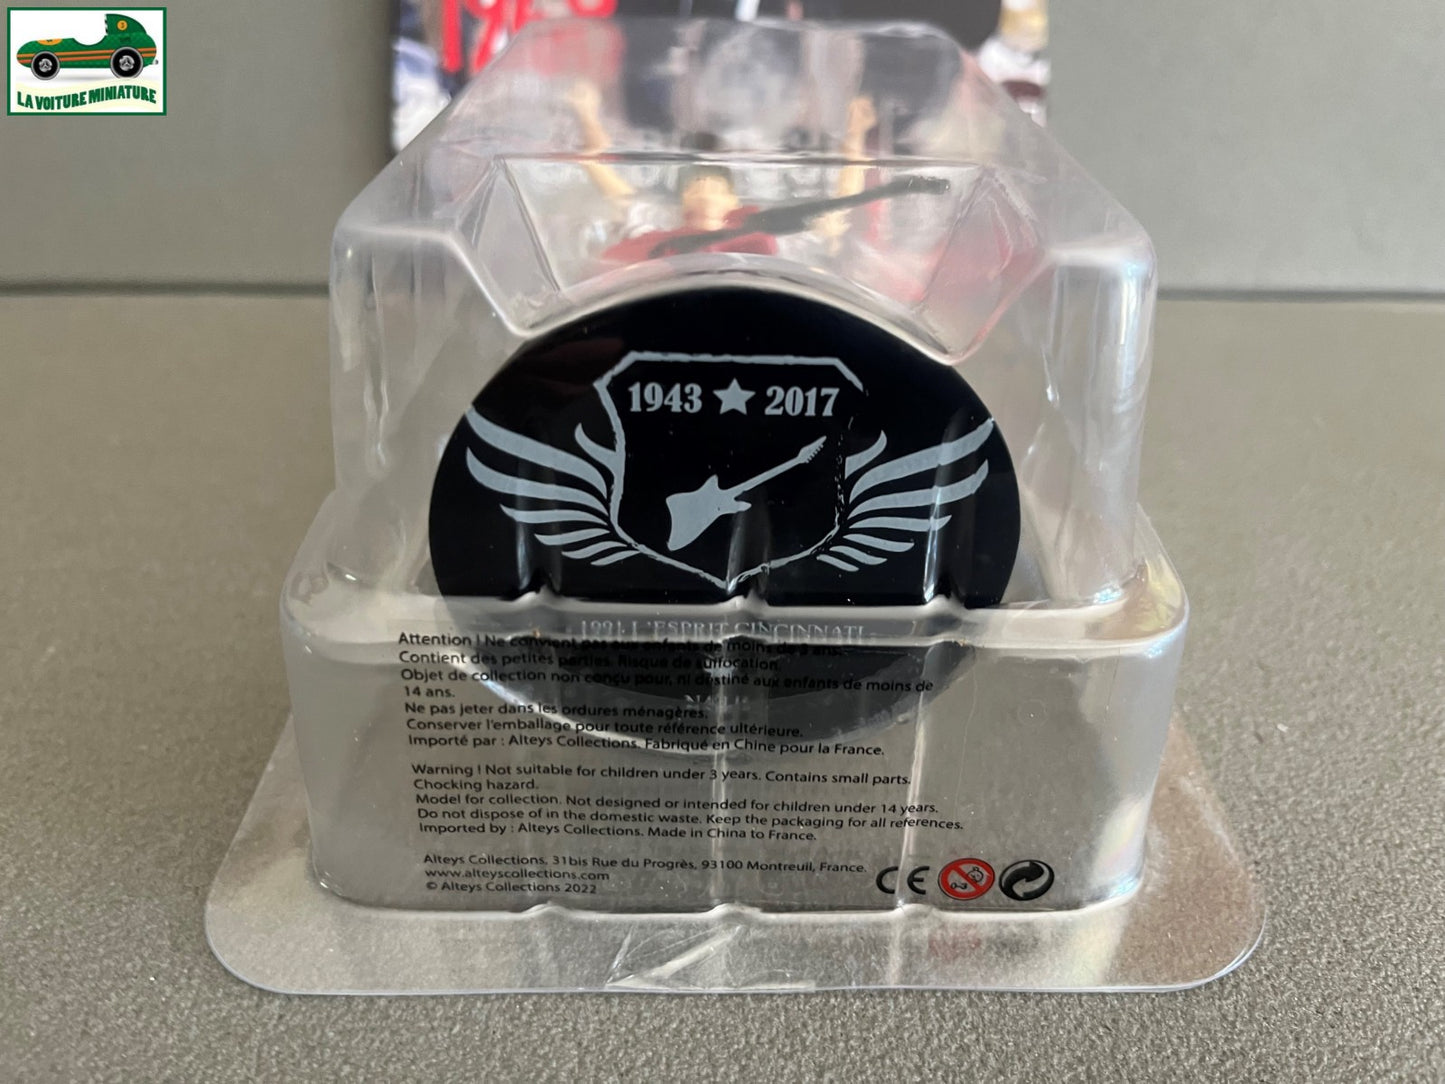 LA VOITURE MINIATURE
1943 ★ 2017
1991 L'ESPRIT CINCINNATI
Attention ! Ne convient pas aux enfants de moins de 3 ans.
Contient des petites parties. Risque de suffocation.
Objet de collection non conçu pour, ni destiné aux enfants de moins de
14 ans.
Ne pas jeter dans les ordures ménagères.
Conserver l'emballage pour toute référence ultérieure.
Importé par : Alteys Collections. Fabriqué en Chine pour la France.
Warning ! Not suitable for children under 3 years. Contains small parts.
Chocking hazard.
Model for collection. Not designed or intended for children under 14 years.
Do not dispose of in the domestic waste. Keep the packaging for all references.
Imported by : Alteys Collections. Made in China to France.
Alteys Collections. 31bis Rue du Progrès, 93100 Montreuil, France.
www.alteyscollections.com
© Alteys Collections 2022
CE